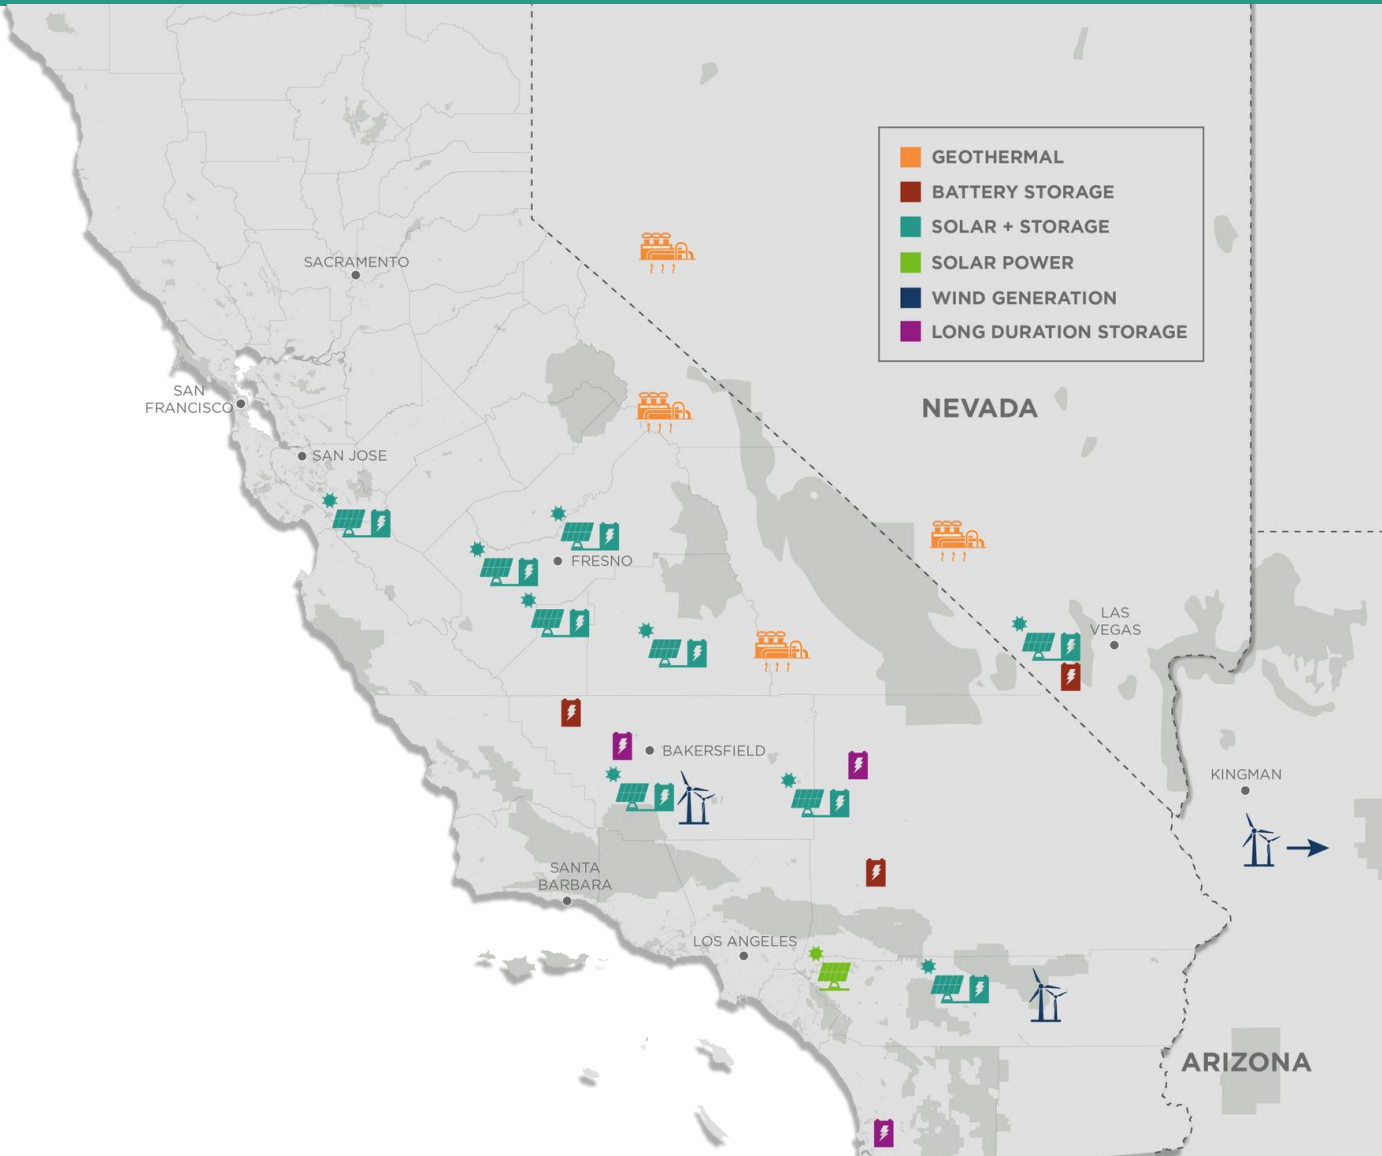 GEOTHERMAL
BATTERY STORAGE
SOLAR + STORAGE
SOLAR POWER
WIND GENERATION
LONG DURATION STORAGE
SACRAMENTO
SAN
FRANCISCO
NEVADA
SAN JOSE
FRESNO
LAS
VEGAS
BAKERSFIELD
KINGMAN
SANTA
BARBARA
LOS ANGELES
ARIZONA